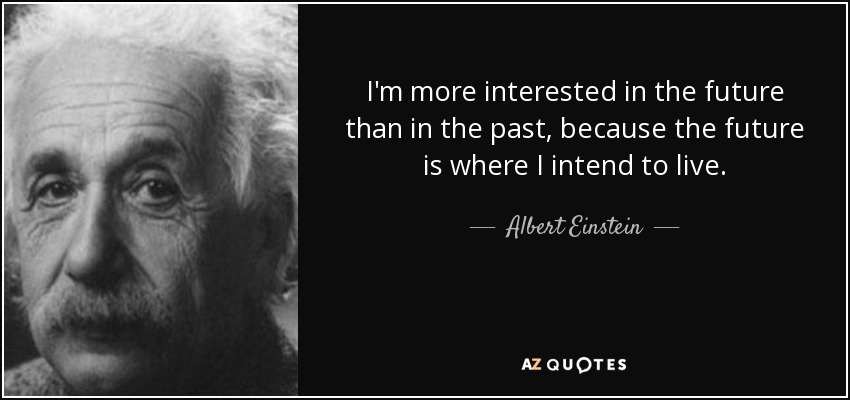 I'm more interested in the future
than in the past, because the future
is where I intend to live.
Albert Einstein
AZ QUOTES